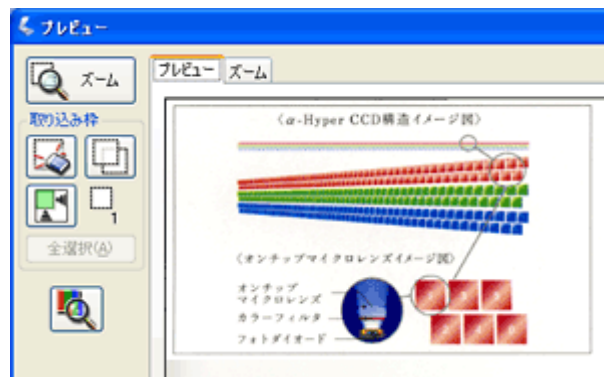 プレビュー
ズーム
取り込み枠
1
全選択(A)
プレビュー ズーム
〈α-Hyper CCD構造イメージ図〉
〈オンチップマイクロレンズイメージ図〉
オンチップ
マイクロレンズ
カラーフィルタ
フォトダイオード